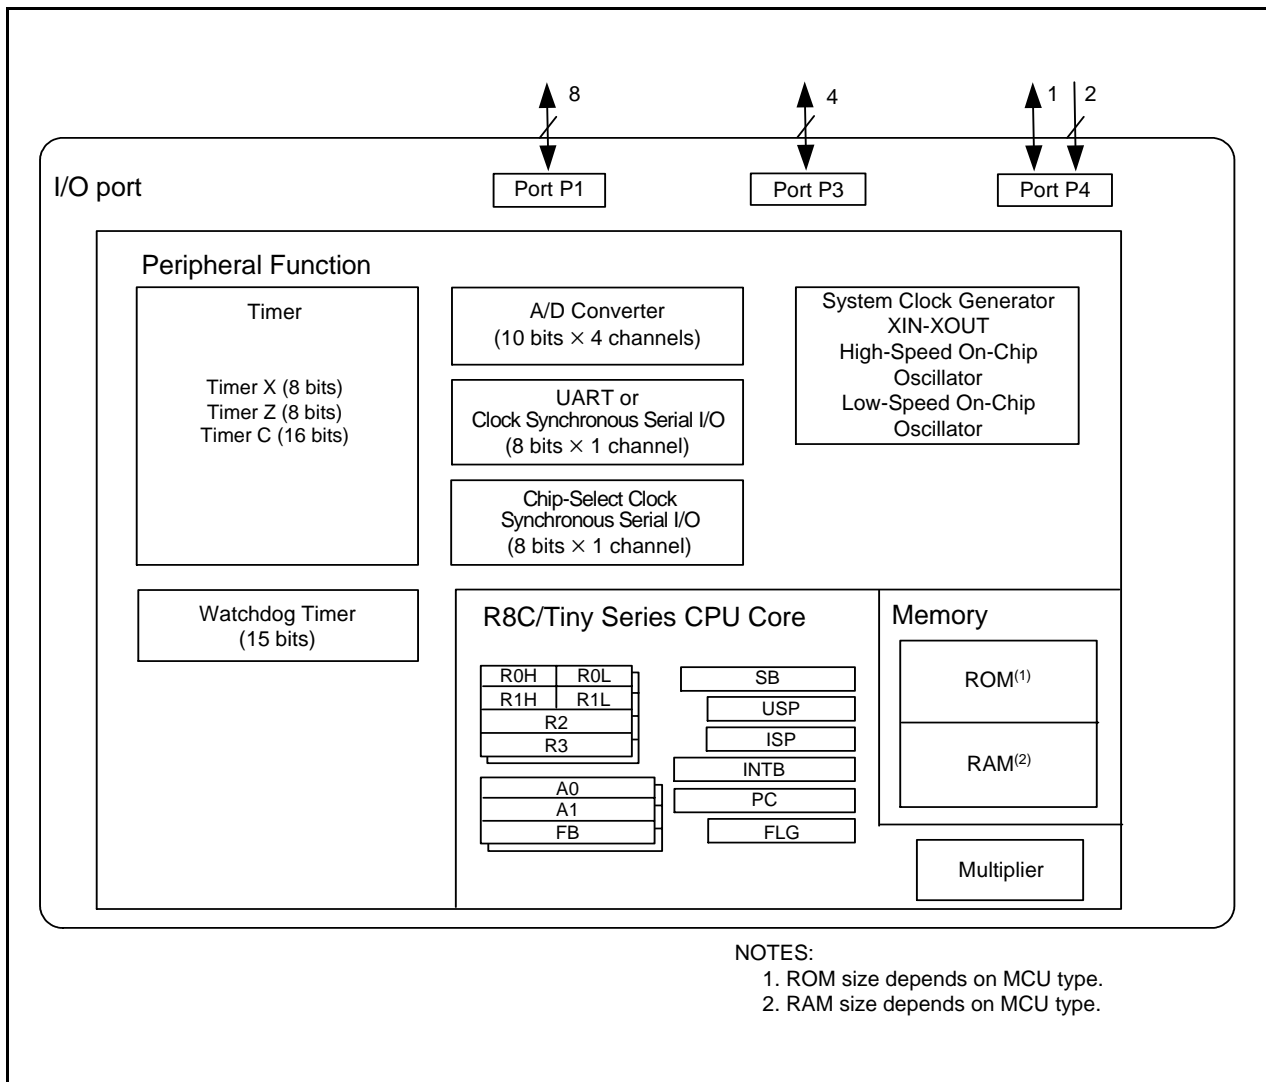 8
4
1
2
I/O port
Port P1
Port P3
Port P4
Peripheral Function
Timer
Timer X (8 bits)
Timer Z (8 bits)
Timer C (16 bits)
A/D Converter
(10 bits × 4 channels)
UART or
Clock Synchronous Serial I/O
(8 bits × 1 channel)
Chip-Select Clock
Synchronous Serial I/O
(8 bits × 1 channel)
System Clock Generator
XIN-XOUT
High-Speed On-Chip
Oscillator
Low-Speed On-Chip
Oscillator
Watchdog Timer
(15 bits)
R8C/Tiny Series CPU Core
R0H
R0L
R1H
R1L
R2
R3
A0
A1
FB
SB
USP
ISP
INTB
PC
FLG
Memory
ROM(1)
RAM(2)
Multiplier
NOTES:
1. ROM size depends on MCU type.
2. RAM size depends on MCU type.